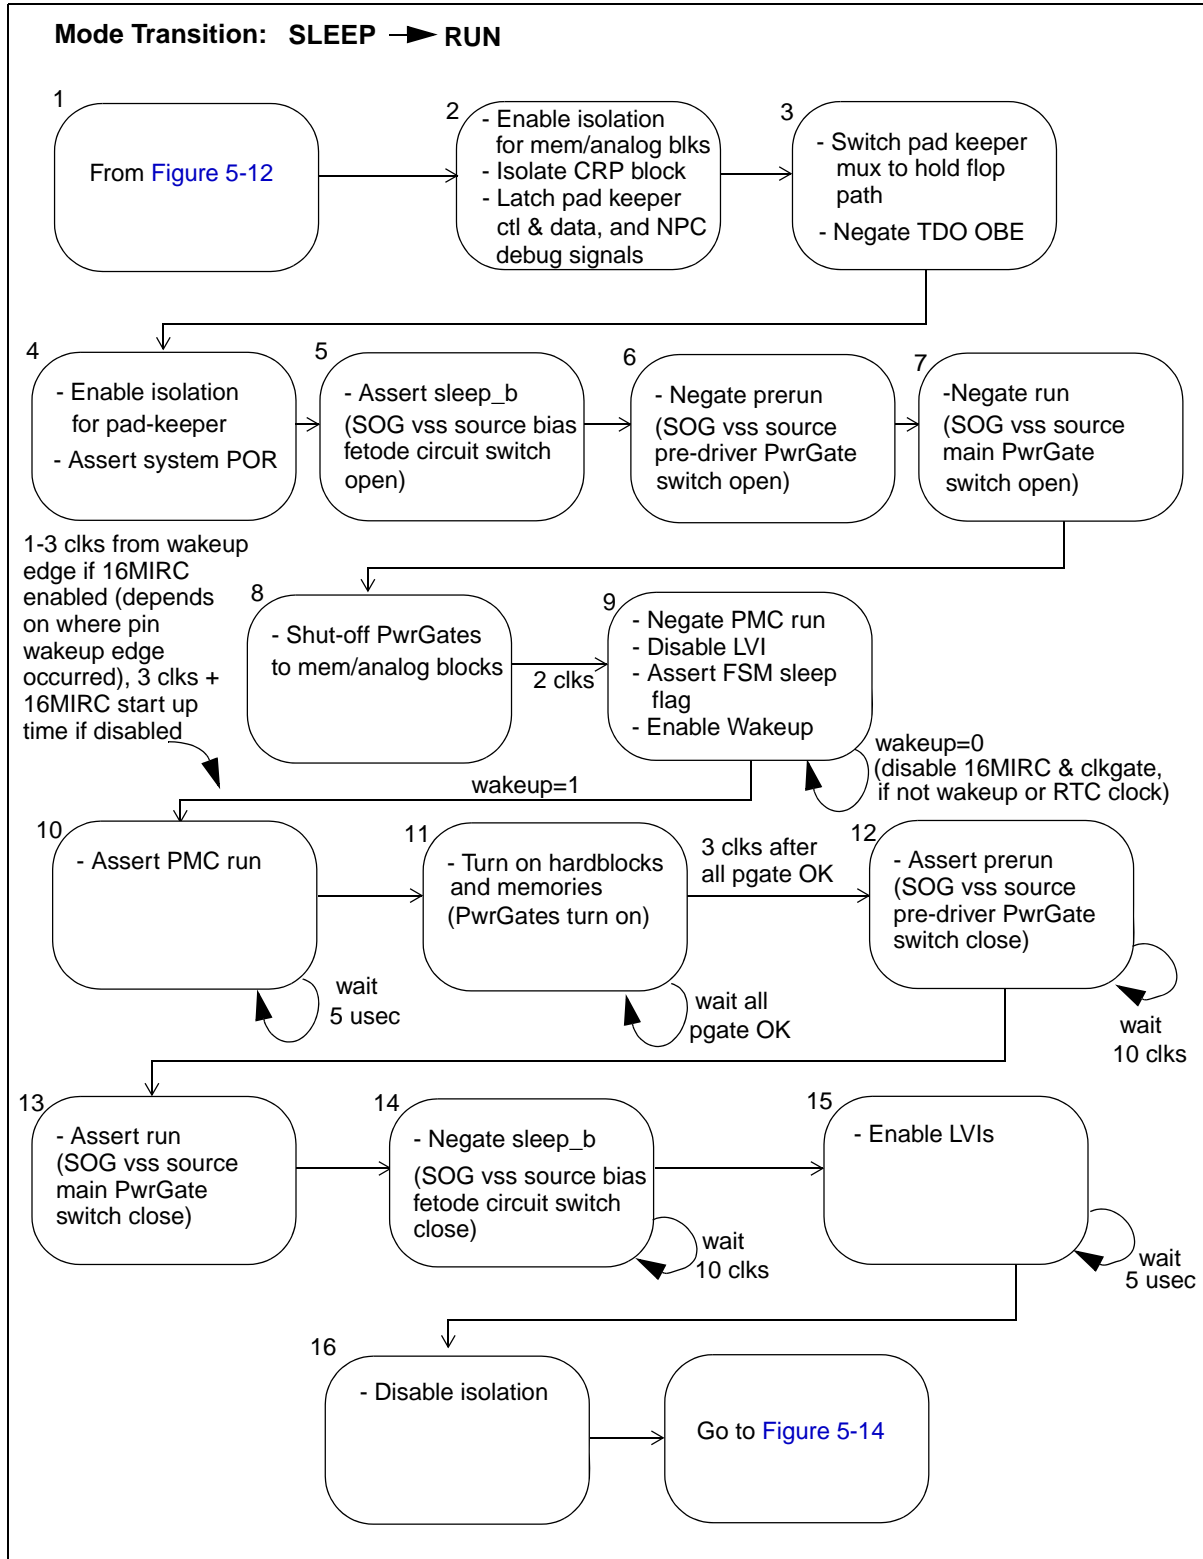 Mode Transition: SLEEP RUN
1
From Figure 5-12
2
- Enable isolation
for mem/analog blks
- Isolate CRP block
- Latch pad keeper
ctl & data, and NPC
debug signals
3
- Switch pad keeper
mux to hold flop
path
- Negate TDO OBE
4
- Enable isolation
for pad-keeper
- Assert system POR
5
- Assert sleep_b
(SOG vss source bias
fetode circuit switch
open)
6
- Negate prerun
(SOG vss source
pre-driver PwrGate
switch open)
7
-Negate run
(SOG vss source
main PwrGate
switch open)
1-3 clks from wakeup
edge if 16MIRC
enabled (depends
on where pin
wakeup edge
occurred), 3 clks +
16MIRC start up
time if disabled
8
- Shut-off PwrGates
to mem/analog blocks
2 clks
9
- Negate PMC run
- Disable LVI
- Assert FSM sleep
flag
- Enable Wakeup
wakeup=0
(disable 16MIRC & clkgate,
if not wakeup or RTC clock)
wakeup=1
10
- Assert PMC run
wait
5 usec
11
- Turn on hardblocks
and memories
(PwrGates turn on)
wait all
pgate OK
3 clks after
all pgate OK
12
- Assert prerun
(SOG vss source
pre-driver PwrGate
switch close)
wait
10 clks
13
- Assert run
(SOG vss source
main PwrGate
switch close)
14
- Negate sleep_b
(SOG vss source bias
fetode circuit switch
close)
wait
10 clks
15
- Enable LVIs
wait
5 usec
16
- Disable isolation
Go to Figure 5-14